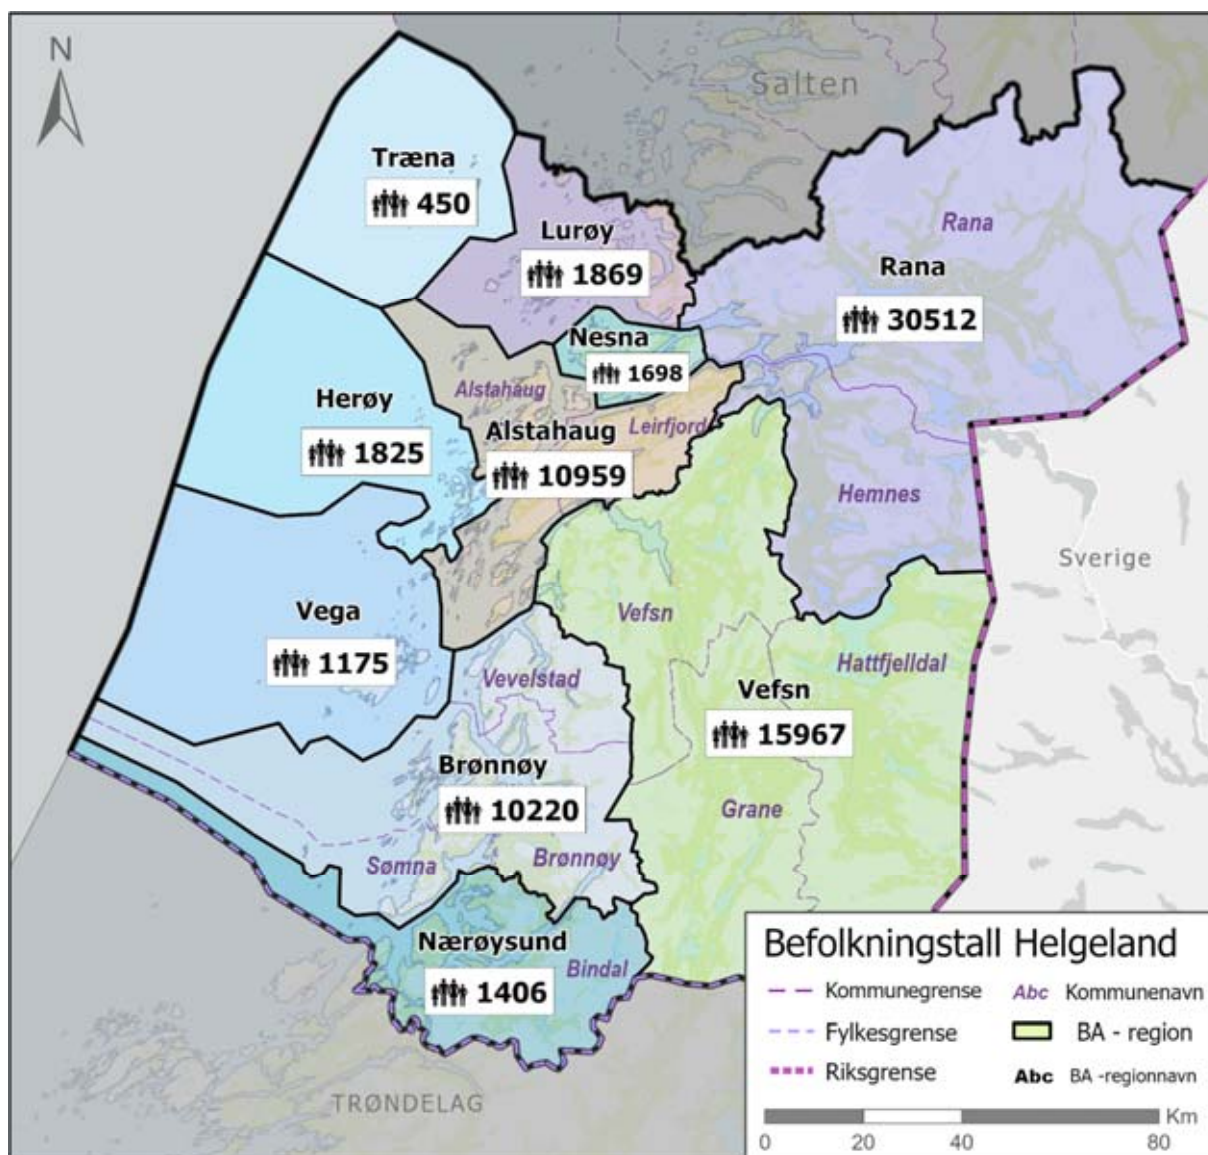 N
Salten
Træna
450
Rana
Lurøy
1869
Rana
30512
Nesna
1698
Alstahaug
Herøy
1825
Alstahaug
10959
Leirfjord
Hemnes
Sverige
Vega
1175
Vefsn
Hattfjelldal
Vevelstad
Vefsn
15967
Brønnøy
10220
Grane
Sømna
Brønnøy
Nærøysund
1406
Bindal
TRØNDELAG
Befolkningstall Helgeland
Kommunegrense
Abc Kommunenavn
Fylkesgrense
BA - region
Riksgrense
Abc BA -regionnavn
Km
0 20 40 80